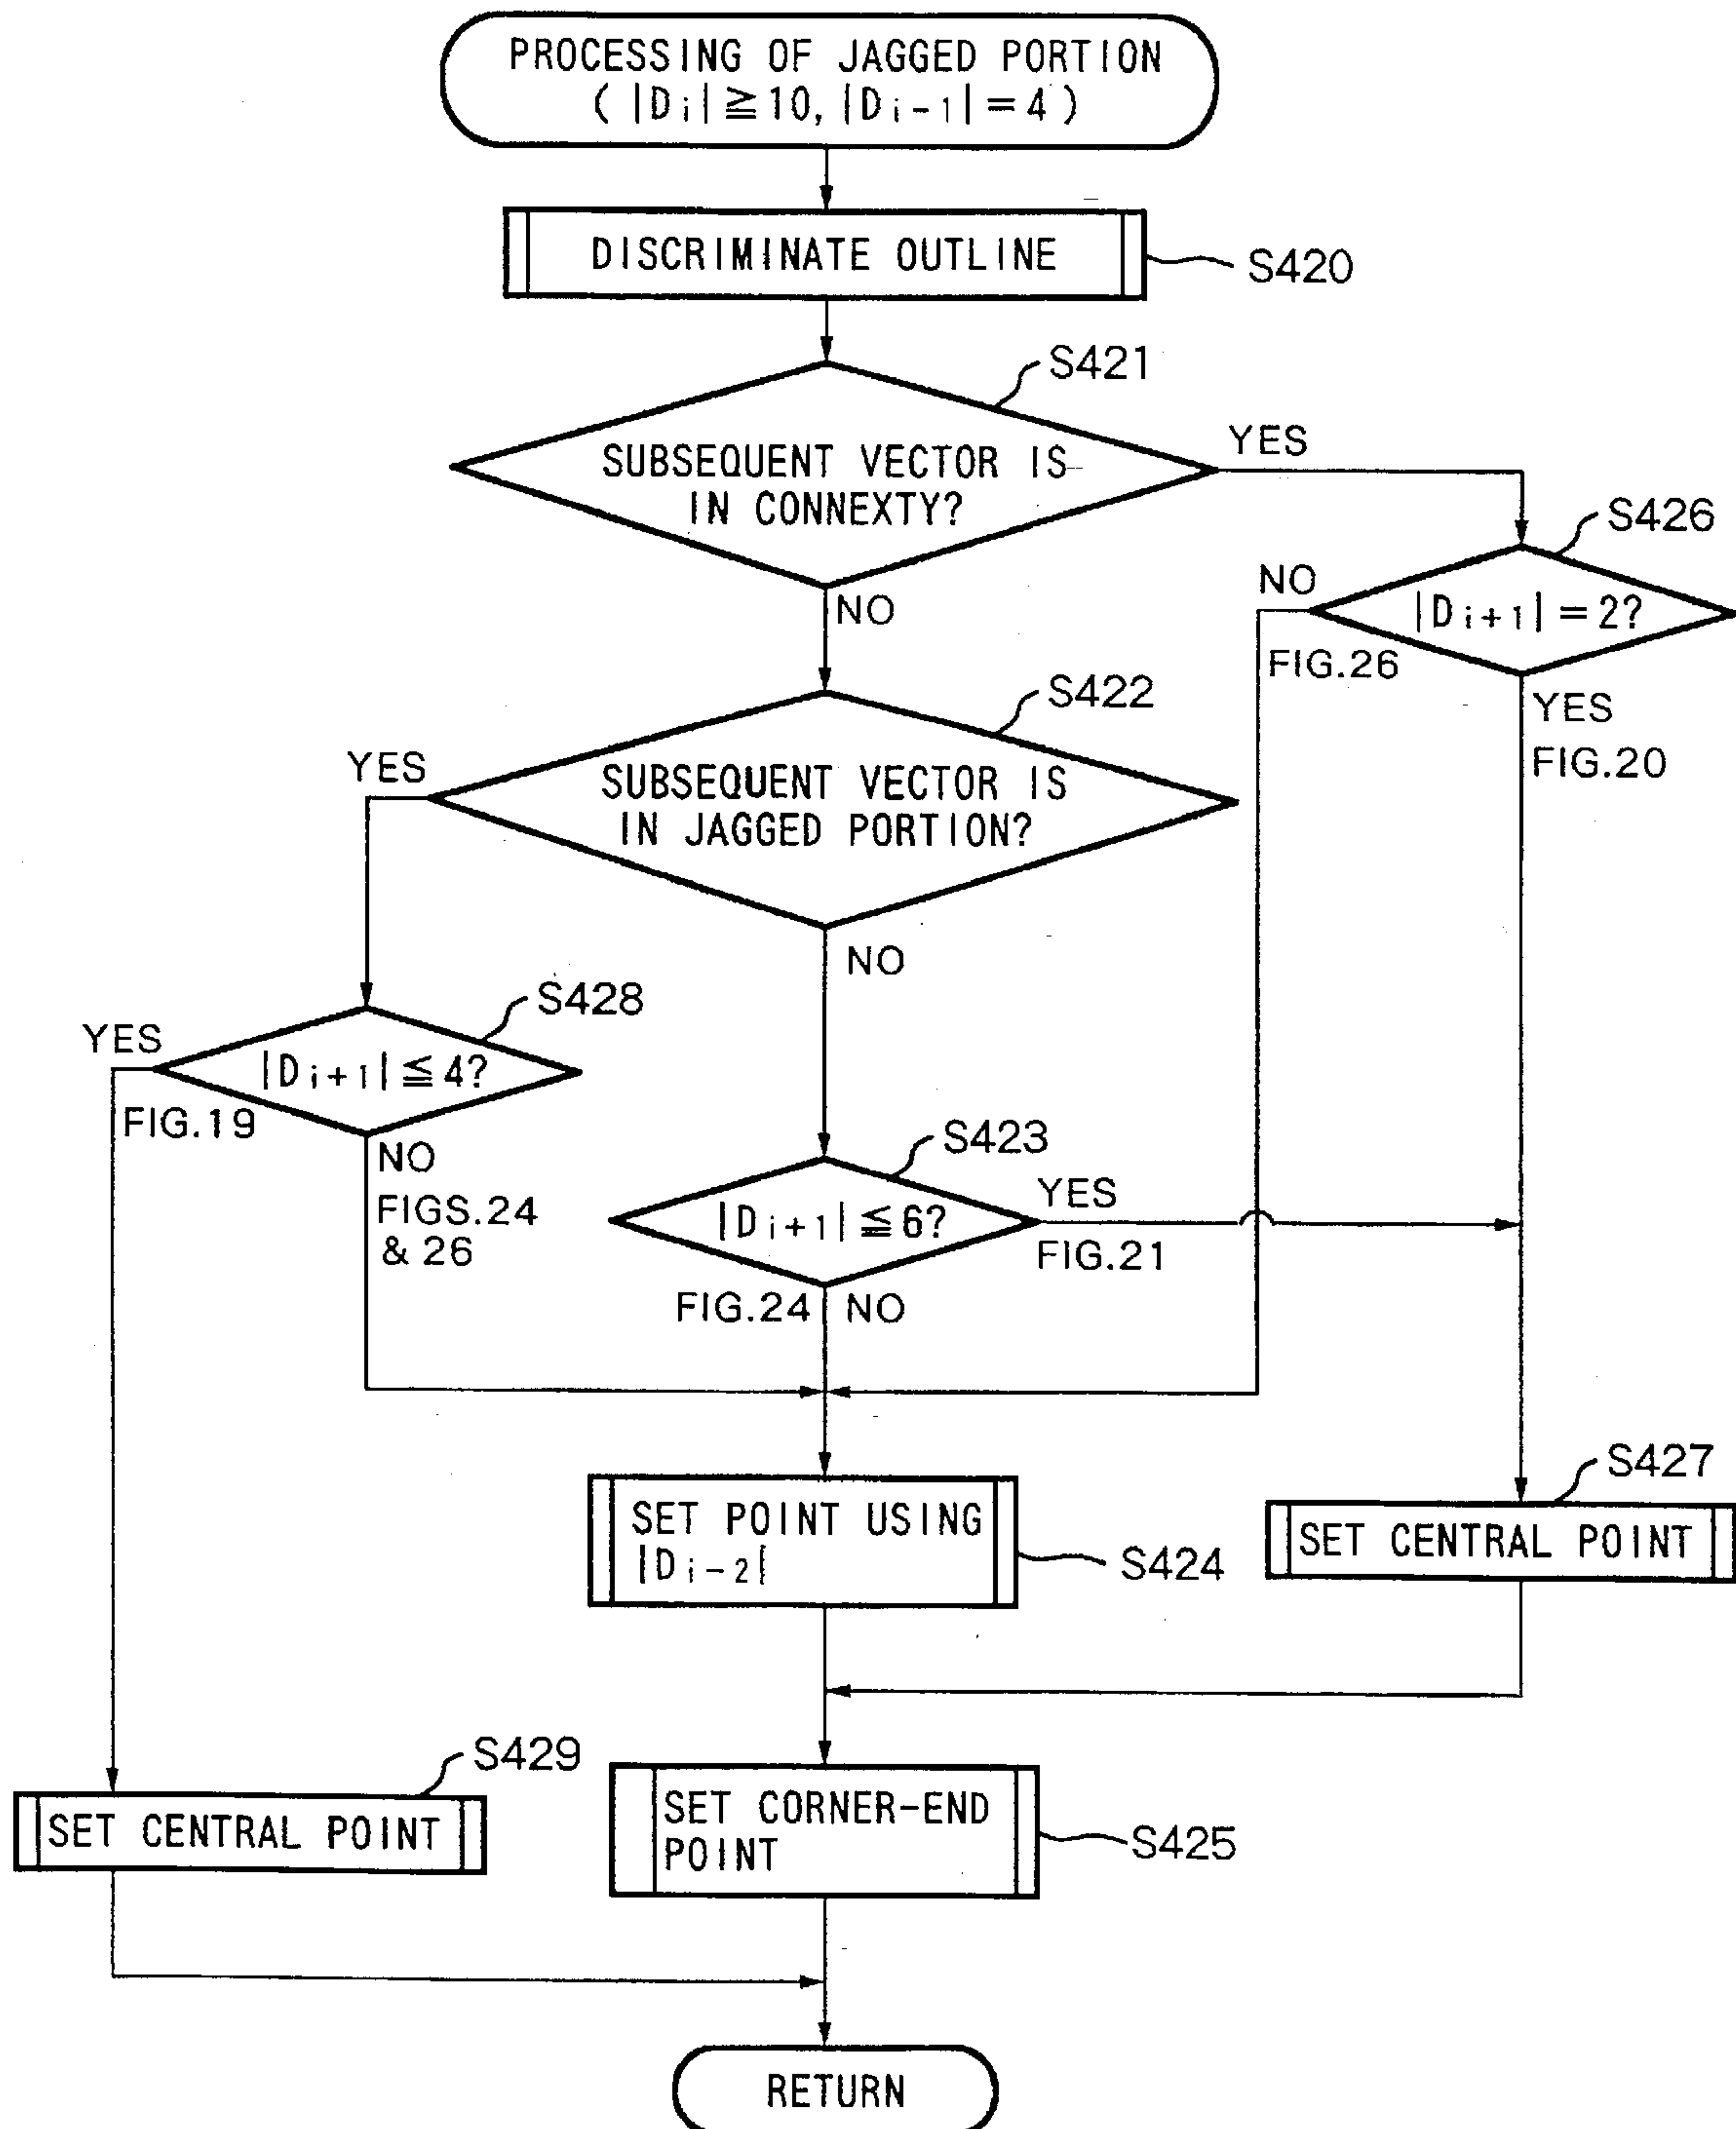 PROCESSING OF JAGGED PORTION
( |Di| ≧ 10, |Di-1| = 4 )
DISCRIMINATE OUTLINE
S420
S421
SUBSEQUENT VECTOR IS
IN CONNEXTY?
YES
NO
S426
|Di+1| = 2?
NO
FIG.26
YES
FIG.20
S422
SUBSEQUENT VECTOR IS
IN JAGGED PORTION?
YES
NO
S428
|Di+1| ≦ 4?
YES
FIG.19
NO
FIGS.24
& 26
S423
|Di+1| ≦ 6?
YES
FIG.21
FIG.24
NO
SET POINT USING
|Di-2|
S424
S427
SET CENTRAL POINT
S429
SET CENTRAL POINT
SET CORNER-END
POINT
S425
RETURN